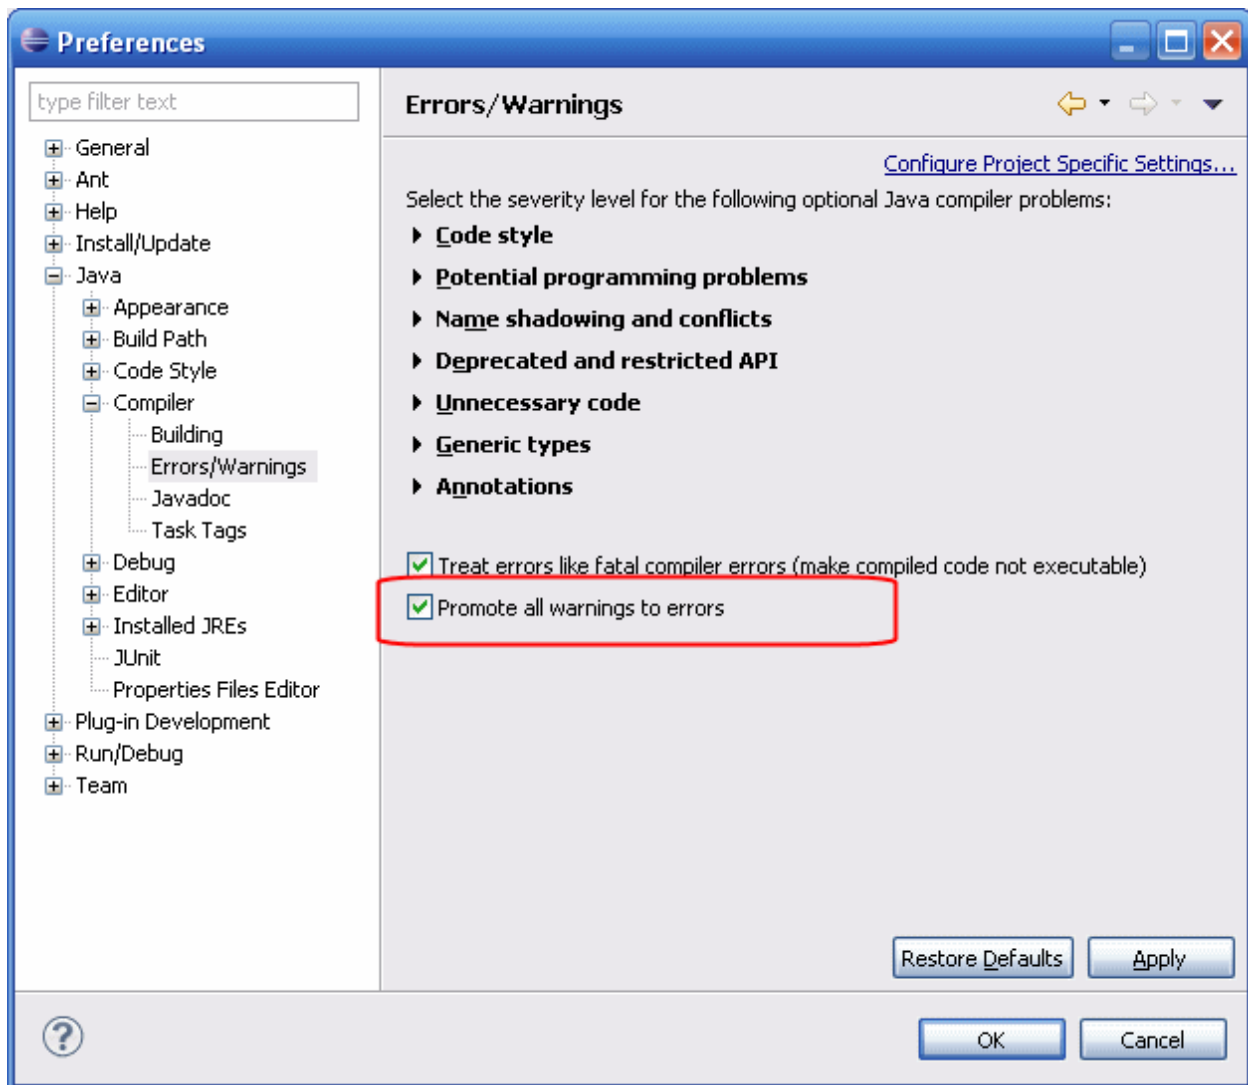 Preferences
type filter text
General
Ant
Help
Install/Update
Java
Appearance
Build Path
Code Style
Compiler
Building
Errors/Warnings
Javadoc
Task Tags
Debug
Editor
Installed JREs
JUnit
Properties Files Editor
Plug-in Development
Run/Debug
Team
Errors/Warnings
Configure Project Specific Settings...
Select the severity level for the following optional Java compiler problems:
Code style
Potential programming problems
Name shadowing and conflicts
Deprecated and restricted API
Unnecessary code
Generic types
Annotations
Treat errors like fatal compiler errors (make compiled code not executable)
Promote all warnings to errors
Restore Defaults
Apply
?
OK
Cancel